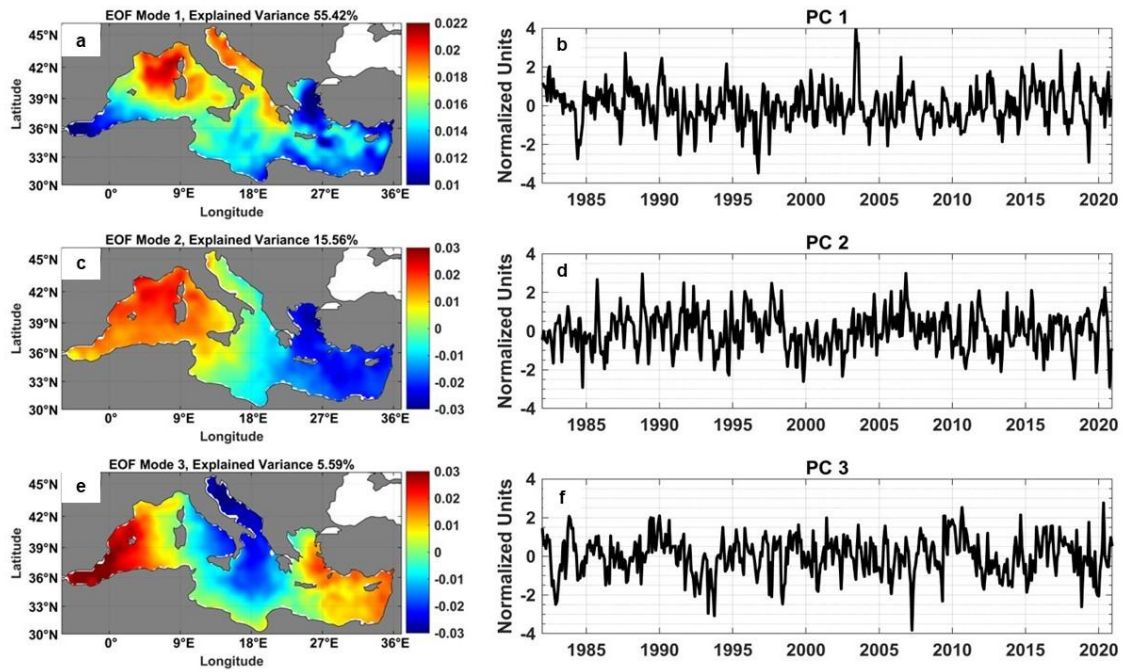 EOF Mode 1, Explained Variance 55.42%
a
45°N
42°N
39°N
36°N
33°N
30°N
Latitude
0°
9°E
18°E
27°E
36°E
Longitude
0.022
0.02
0.018
0.016
0.014
0.012
0.01
PC 1
b
Normalized Units
4
2
0
-2
-4
1985
1990
1995
2000
2005
2010
2015
2020
EOF Mode 2, Explained Variance 15.56%
c
45°N
42°N
39°N
36°N
33°N
30°N
Latitude
0°
9°E
18°E
27°E
36°E
Longitude
0.03
0.02
0.01
0
-0.01
-0.02
-0.03
PC 2
d
Normalized Units
4
2
0
-2
-4
1985
1990
1995
2000
2005
2010
2015
2020
EOF Mode 3, Explained Variance 5.59%
e
45°N
42°N
39°N
36°N
33°N
30°N
Latitude
0°
9°E
18°E
27°E
36°E
Longitude
0.03
0.02
0.01
0
-0.01
-0.02
-0.03
PC 3
f
Normalized Units
4
2
0
-2
-4
1985
1990
1995
2000
2005
2010
2015
2020